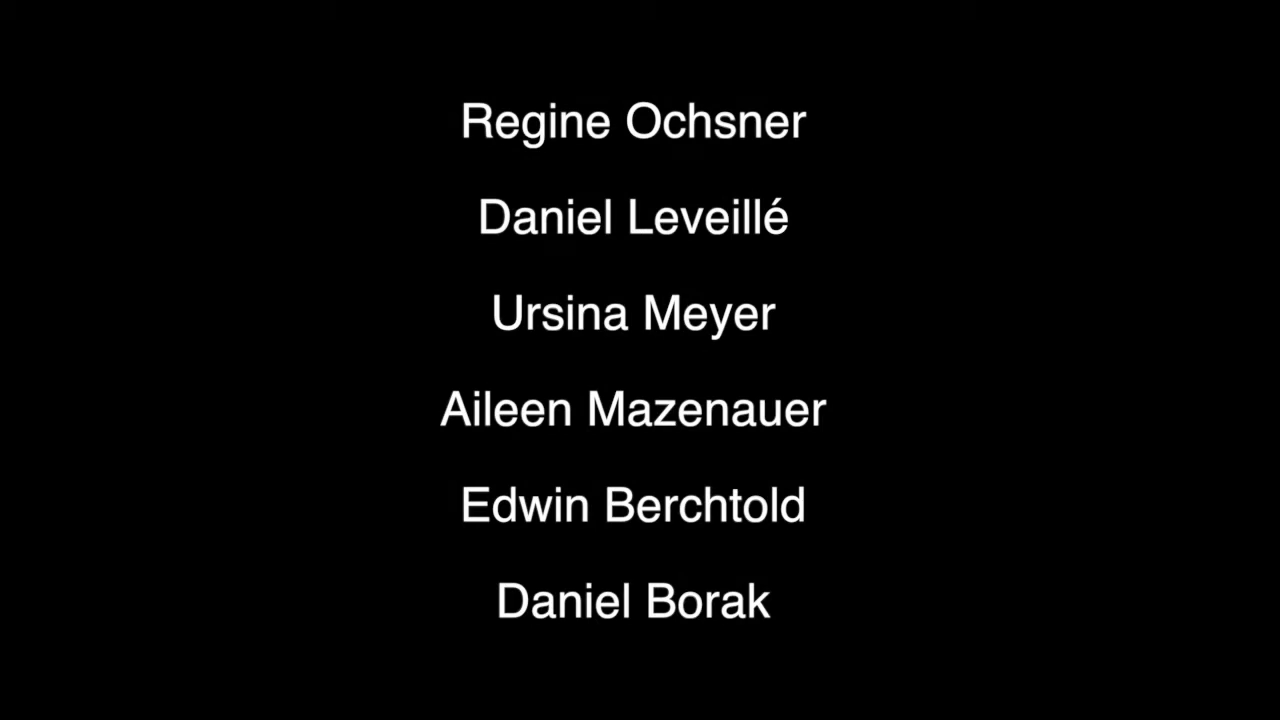 Regine Ochsner
Daniel Leveillé
Ursina Meyer
Aileen Mazenauer
Edwin Berchtold
Daniel Borak